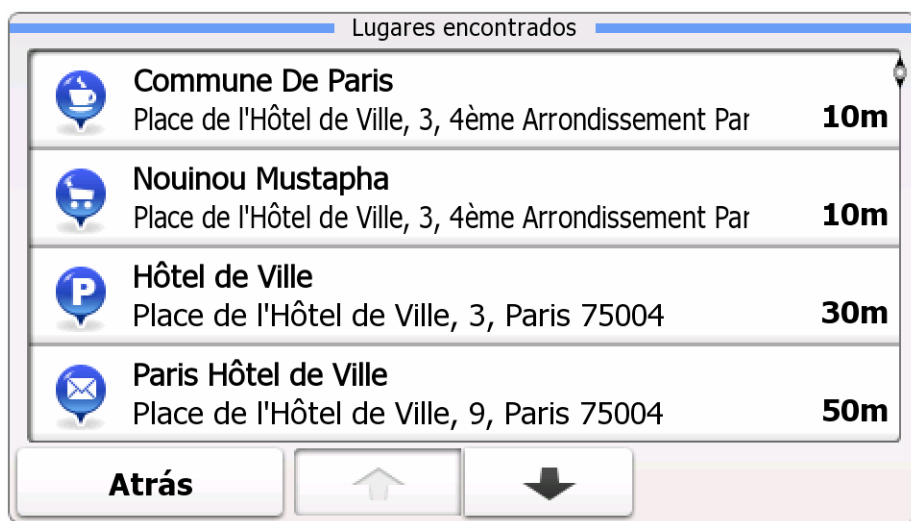 Lugares encontrados
Commune De Paris
Place de l'Hôtel de Ville, 3, 4ème Arrondissement Par
10m
Nouinou Mustapha
Place de l'Hôtel de Ville, 3, 4ème Arrondissement Par
10m
Hôtel de Ville
Place de l'Hôtel de Ville, 3, Paris 75004
30m
P
Paris Hôtel de Ville
Place de l'Hôtel de Ville, 9, Paris 75004
50m
Atrás